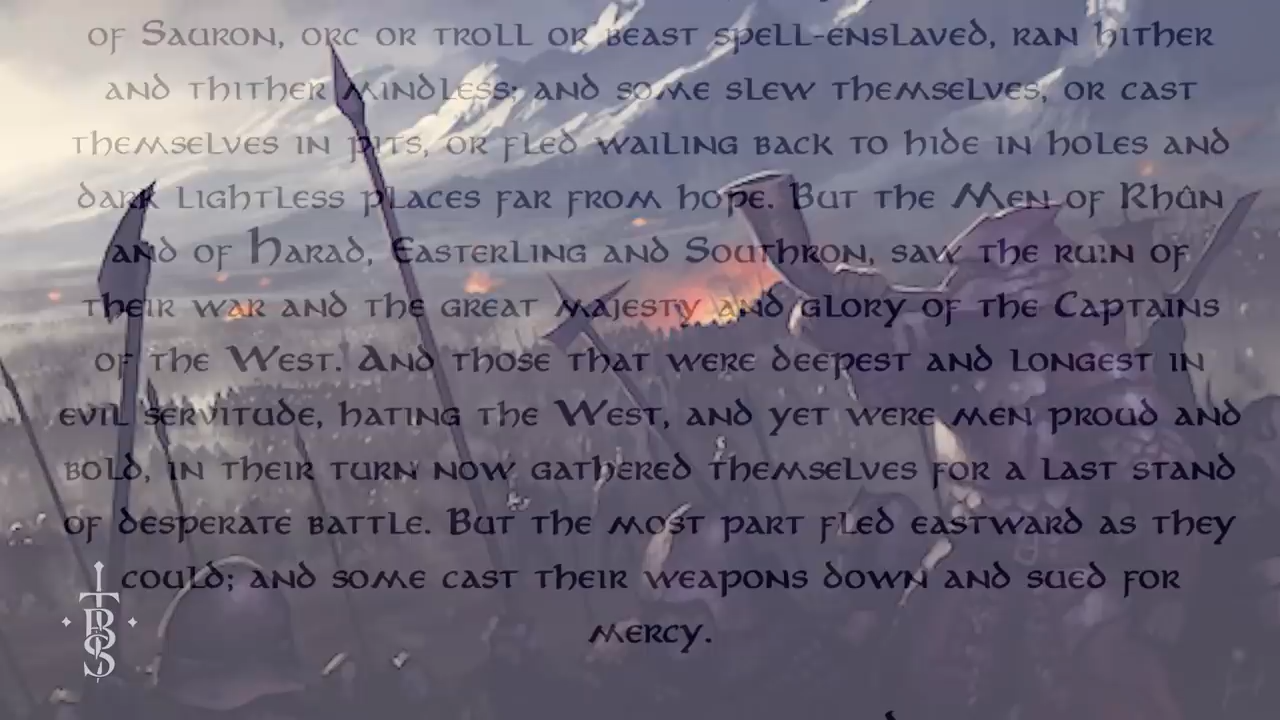 of Sauron, orc or troll or beast spell-enslaved, ran hither
and thither mindless; and some slew themselves, or cast
themselves in pits, or fled wailing back to hide in holes and
dark lightless places far from hope. But the Men of Rhûn
and of Harad, Easterling and Southron, saw the ruin of
their war and the great majesty and glory of the Captains
of the West. And those that were deepest and longest in
evil servitude, hating the West, and yet were men proud and
bold, in their turn now gathered themselves for a last stand
of desperate battle. But the most part fled eastward as they
could; and some cast their weapons down and sued for
mercy.